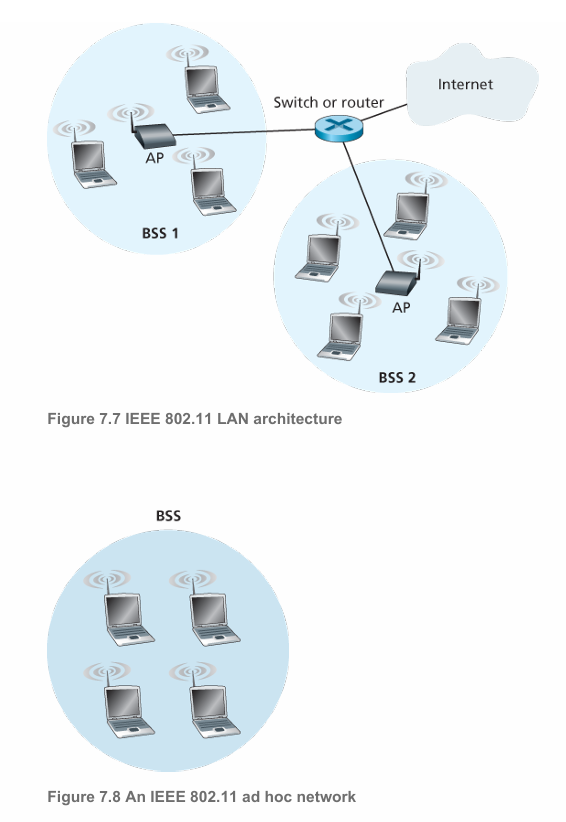 Internet
Switch or router
AP
BSS 1
AP
BSS 2
Figure 7.7 IEEE 802.11 LAN architecture
BSS
Figure 7.8 An IEEE 802.11 ad hoc network